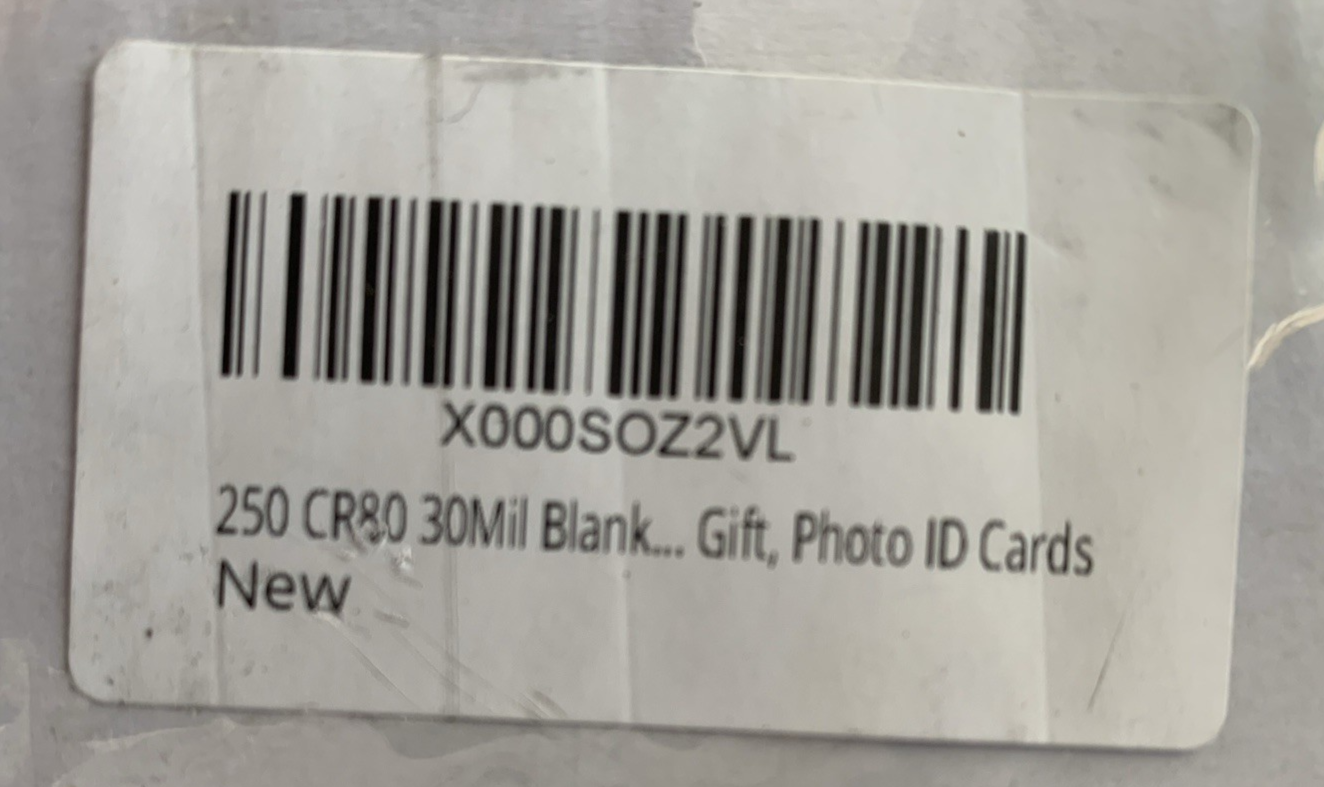 X000SOZ2VL
250 CR80 30Mil Blank... Gift, Photo ID Cards
New